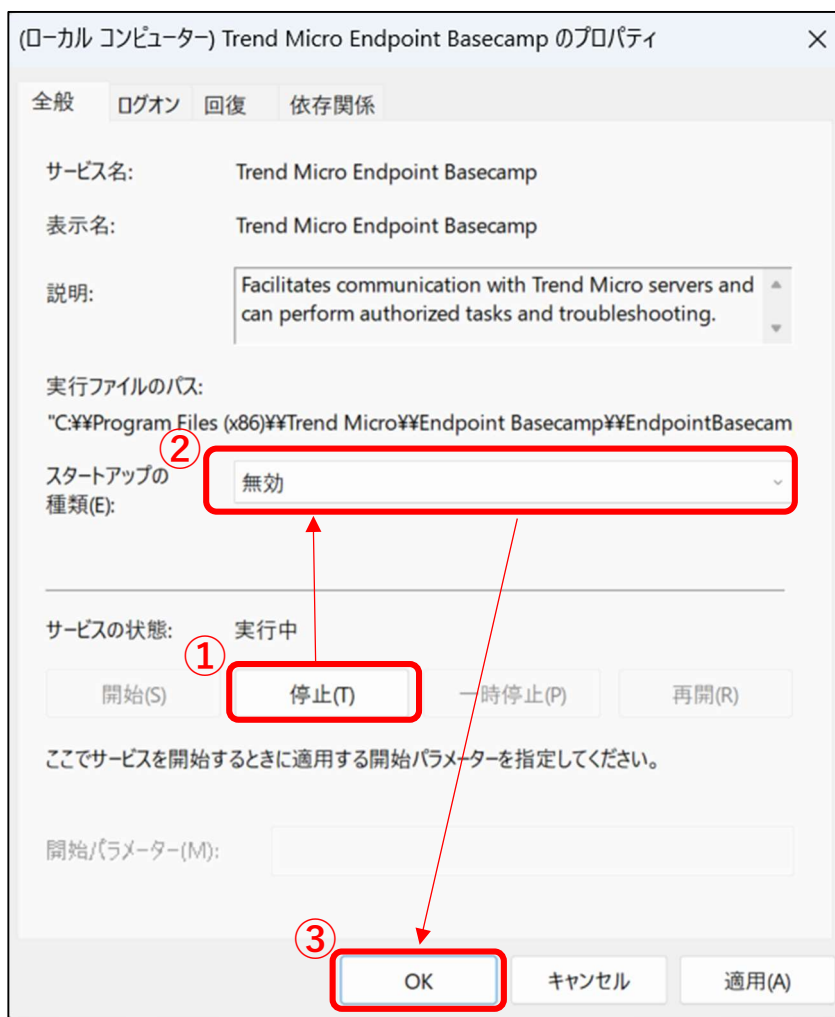 (ローカル コンピューター) Trend Micro Endpoint Basecamp のプロパティ
全般 ログオン 回復 依存関係
サービス名: Trend Micro Endpoint Basecamp
表示名: Trend Micro Endpoint Basecamp
説明: Facilitates communication with Trend Micro servers and
can perform authorized tasks and troubleshooting.
実行ファイルのパス:
"C:¥¥Program Files (x86)¥¥Trend Micro¥¥Endpoint Basecamp¥¥EndpointBasecam
②
スタートアップの
種類(E): 無効
サービスの状態: 実行中
①
開始(S) 停止(T) 一時停止(P) 再開(R)
ここでサービスを開始するときに適用する開始パラメーターを指定してください。
開始パラメーター(M):
③
OK キャンセル 適用(A)